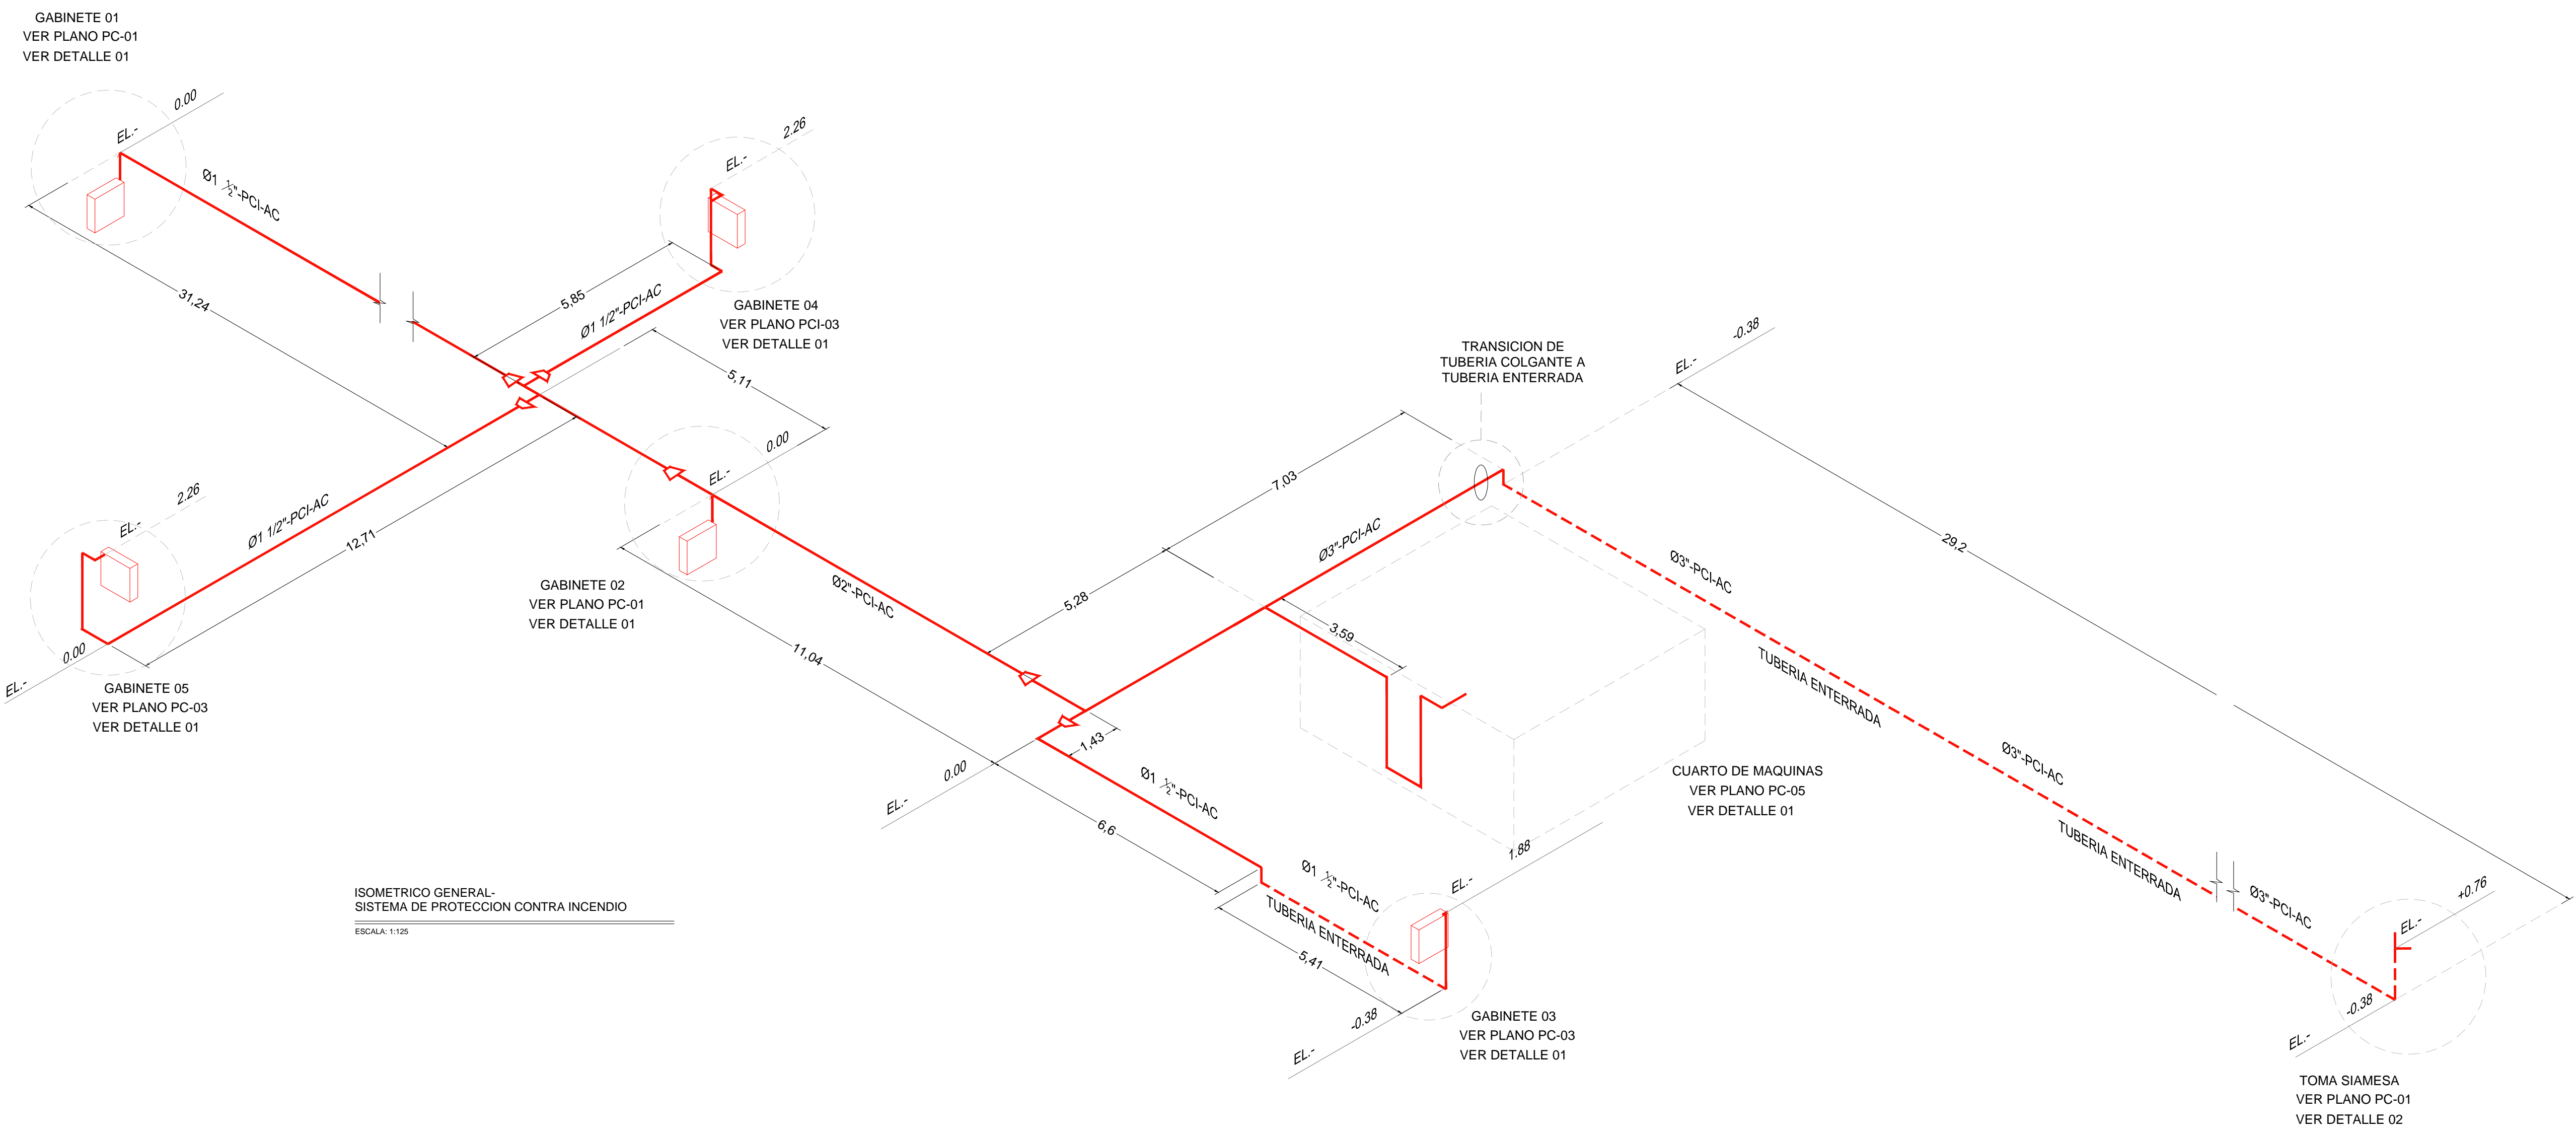 GABINETE 01
VER PLANO PC-01
VER DETALLE 01
EL.-
0.00
Ø1 ½"-PCI-AC
31,24
EL.-
2.26
5,85
Ø1 1/2"-PCI-AC
GABINETE 04
VER PLANO PCI-03
VER DETALLE 01
5,11
EL.-
0.00
EL.-
2.26
Ø1 1/2"-PCI-AC
12,71
0.00
EL.-
GABINETE 05
VER PLANO PC-03
VER DETALLE 01
GABINETE 02
VER PLANO PC-01
VER DETALLE 01
Ø2"-PCI-AC
11,04
TRANSICION DE
TUBERIA COLGANTE A
TUBERIA ENTERRADA
EL.-
-0.38
7,03
5,28
Ø3"-PCI-AC
3,59
29,2
Ø3"-PCI-AC
TUBERIA ENTERRADA
Ø3"-PCI-AC
TUBERIA ENTERRADA
Ø3"-PCI-AC
1,43
0.00
EL.-
Ø1 ½"-PCI-AC
6,6
CUARTO DE MAQUINAS
VER PLANO PC-05
VER DETALLE 01
1.88
EL.-
Ø1 ½"-PCI-AC
TUBERIA ENTERRADA
5,41
-0.38
EL.-
GABINETE 03
VER PLANO PC-03
VER DETALLE 01
+0.76
EL.-
-0.38
EL.-
TOMA SIAMESA
VER PLANO PC-01
VER DETALLE 02
ISOMETRICO GENERAL-
SISTEMA DE PROTECCION CONTRA INCENDIO
ESCALA: 1:125